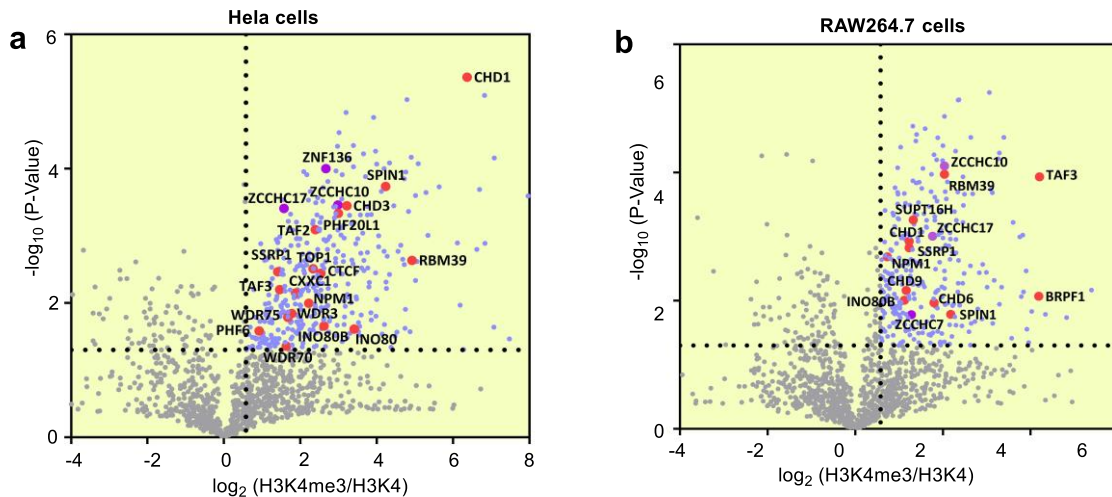 Hela cells
a
6
4
2
0
-log10 (P-Value)
CHD1
ZNF136
SPIN1
ZCCHC17
ZCCHC10
CHD3
PHF20L1
TAF2
SSRP1
TOP1
CTCF
RBM39
TAF3
CXXC1
NPM1
WDR75
WDR3
PHF6
INO80B
INO80
WDR70
-4 -2 0 2 4 6 8
log2 (H3K4me3/H3K4)
RAW264.7 cells
b
6
4
2
0
-log10 (P-Value)
ZCCHC10
RBM39
TAF3
SUPT16H
CHD1
ZCCHC17
SSRP1
NPM1
CHD9
INO80B
CHD6
BRPF1
SPIN1
ZCCHC7
-4 -2 0 2 4 6
log2 (H3K4me3/H3K4)